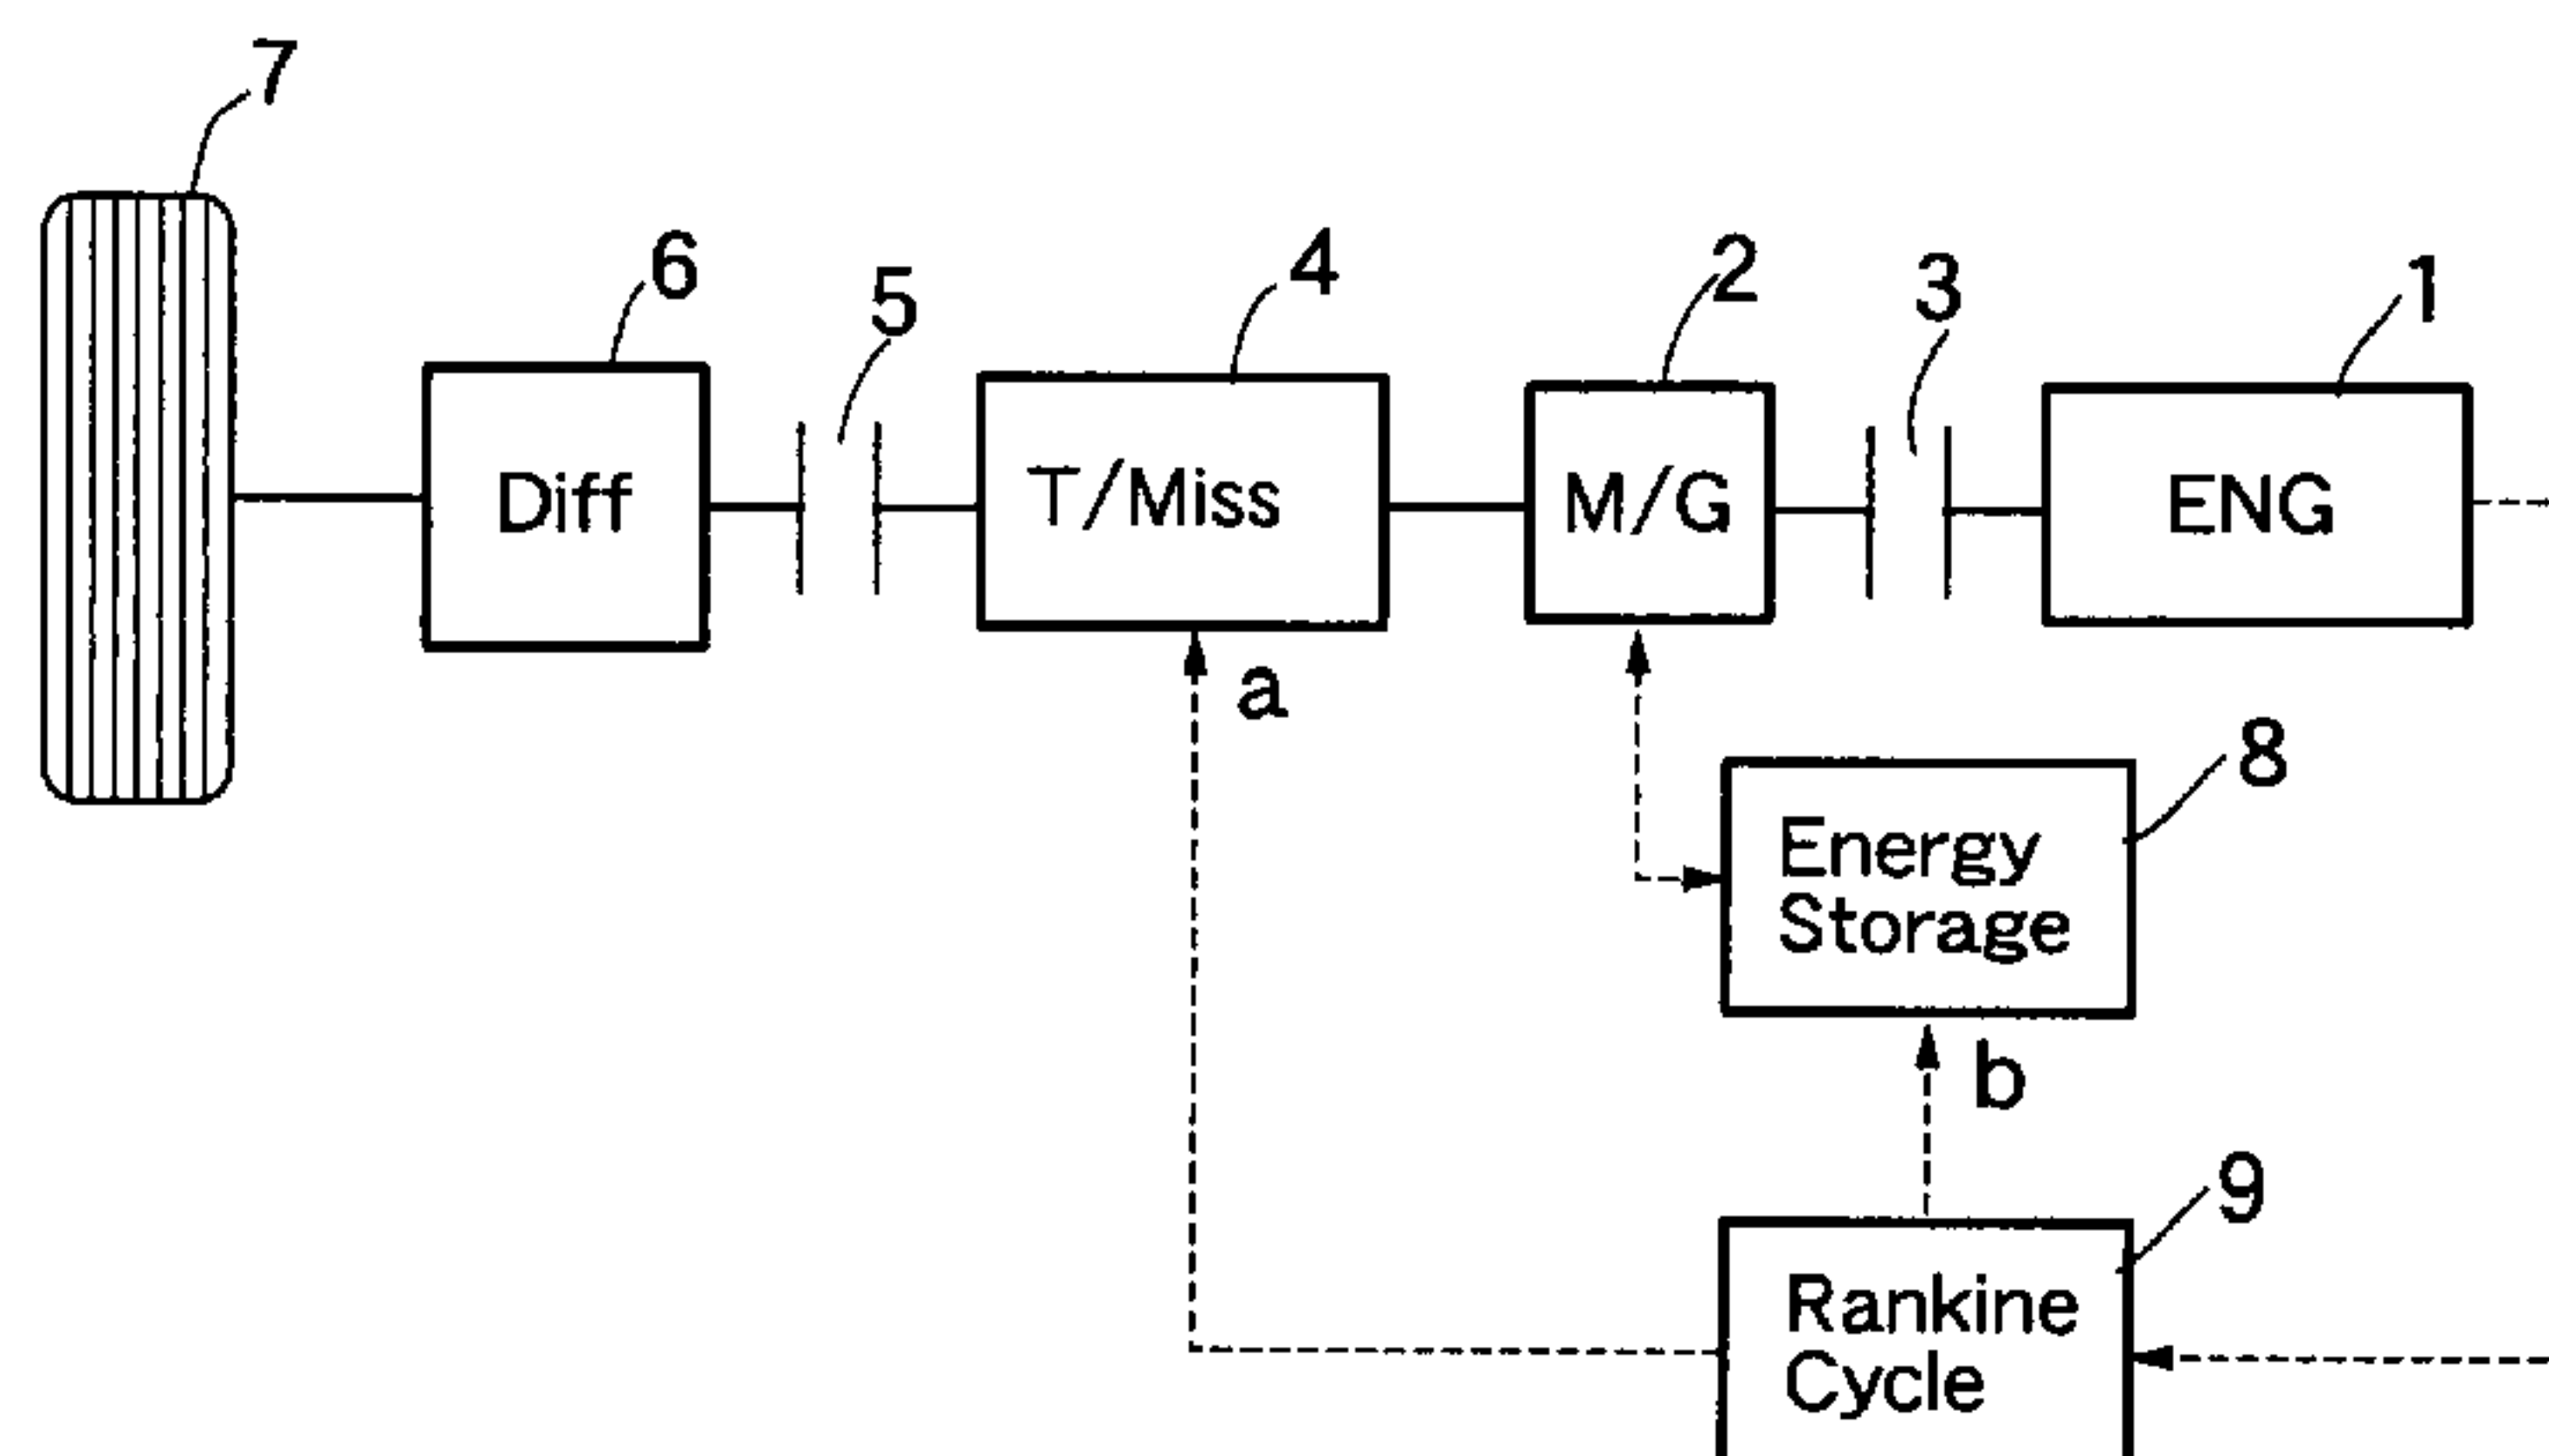 7
6
5
4
2
3
1
Diff
T/Miss
M/G
ENG
a
8
Energy
Storage
b
9
Rankine
Cycle